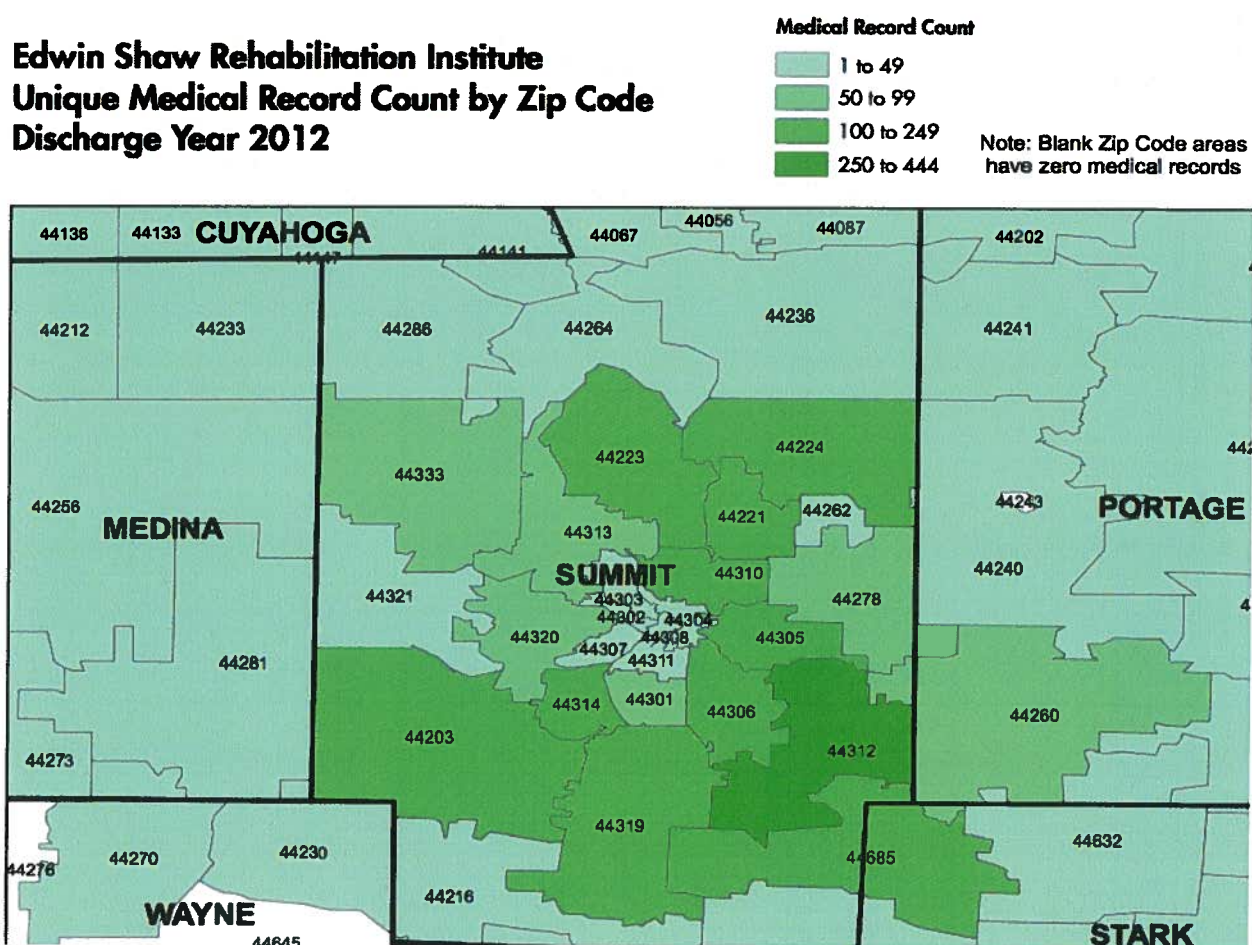 Edwin Shaw Rehabilitation Institute
Unique Medical Record Count by Zip Code
Discharge Year 2012
Medical Record Count
1 to 49
50 to 99
100 to 249
250 to 444
Note: Blank Zip Code areas
have zero medical records
44136 44133 CUYAHOGA 44067 44056 44087 44202
44147 44141
44212 44233 44286 44264 44236 44241
44333 44223 44224
44256 MEDINA 44313 44221 44262 44243 PORTAGE
SUMMIT 44310 44240
44321 44303 44278
44302 44304
44320 44308 44305
44307
44281 44311
44314 44301 44306 44260
44203 44312
44273
44319
44276 44270 44230 44685 44632
44216
WAYNE
44645 STARK